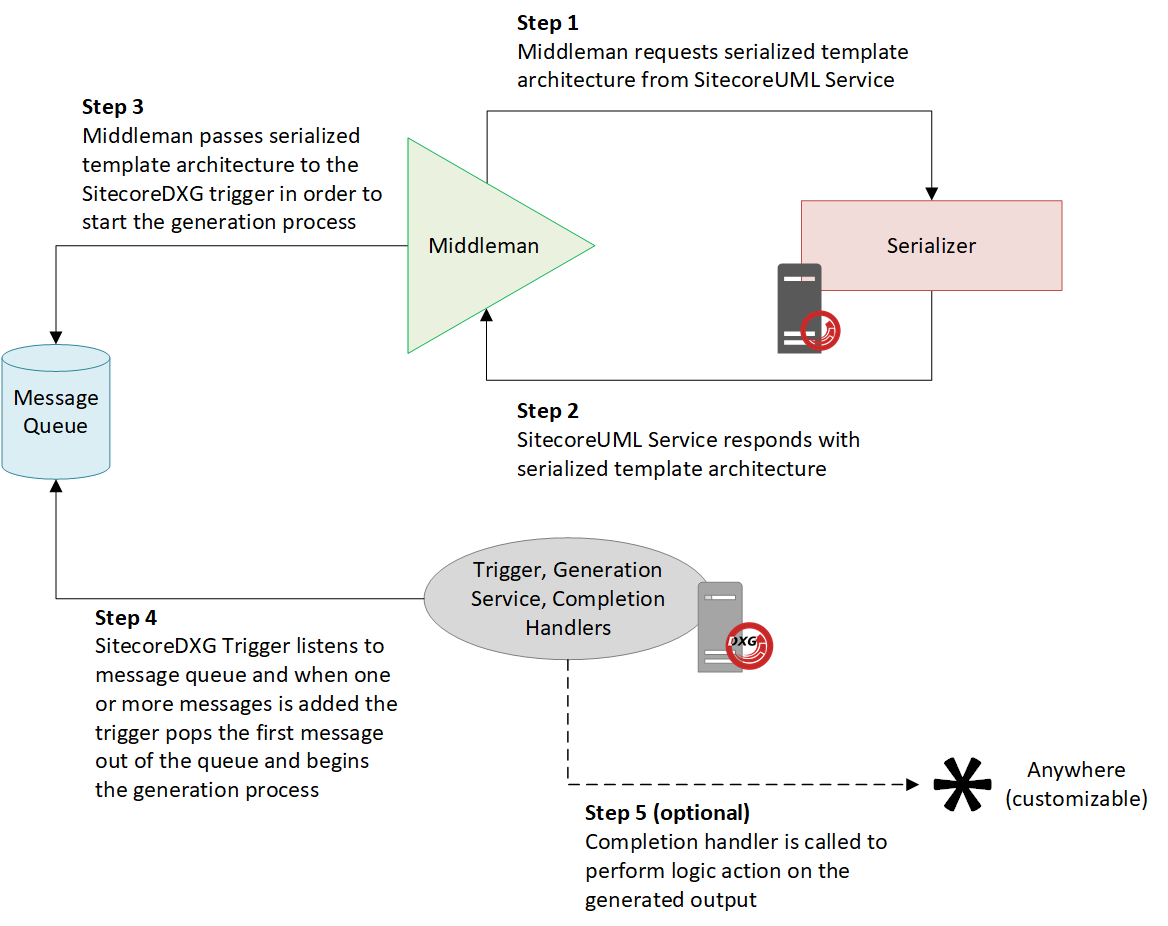 Step 1
Middleman requests serialized template
architecture from SitecoreUML Service
Step 3
Middleman passes serialized
template architecture to the
SitecoreDXG trigger in order to
start the generation process
Middleman
Serializer
Message
Queue
Step 2
SitecoreUML Service responds with
serialized template architecture
Trigger, Generation
Service, Completion
Handlers
DXG
Step 4
SitecoreDXG Trigger listens to
message queue and when one
or more messages is added the
trigger pops the first message
out of the queue and begins
the generation process
Anywhere
(customizable)
Step 5 (optional)
Completion handler is called to
perform logic action on the
generated output